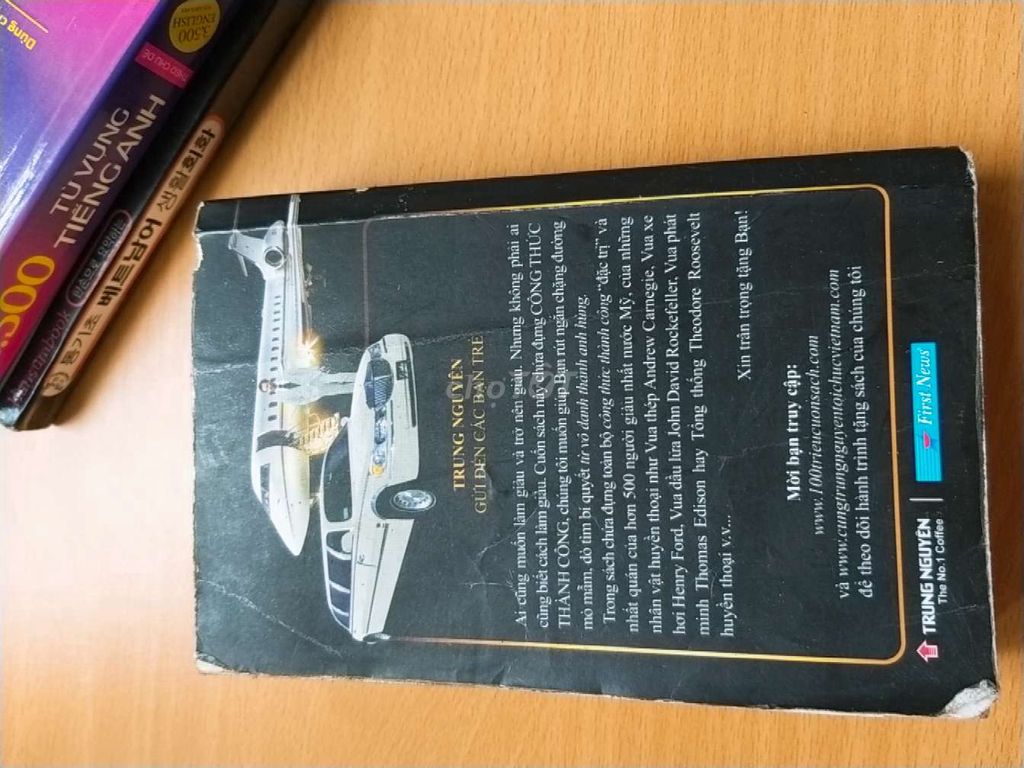 TRUNG NGUYÊN
GỬI ĐẾN CÁC BẠN TRẺ
Ai cũng muốn làm giàu và trở nên giàu. Nhưng không phải ai
cũng biết cách làm giàu. Cuốn sách này chứa đựng CÔNG THỨC
THÀNH CÔNG, chúng tôi muốn giúp bạn rút ngắn chặng đường
mò mẫm, dò tìm bí quyết từ vô danh thành anh hùng.
Trong sách chứa đựng toàn bộ công thức thành công "đặc trị" và
nhất quán của hơn 500 người giàu nhất nước Mỹ, của những
nhân vật huyền thoại như Vua thép Andrew Carnegie, Vua xe
hơi Henry Ford, Vua dầu lửa John David Rockefeller, Vua phát
minh Thomas Edison hay Tổng thống Theodore Roosevelt
huyền thoại v.v...
Xin trân trọng tặng Bạn!
Mời bạn truy cập:
www.100trieucuonsach.com
và www.cungtrungnguyentoichucvietnam.com
để theo dõi hành trình tặng sách của chúng tôi
TRUNG NGUYÊN
The No.1 Coffee
First News
3.500
ENGLISH
THEO CHỦ ĐỀ
500
TỪ VỰNG
TIẾNG ANH
베트남어 생활회화
chợTỐT